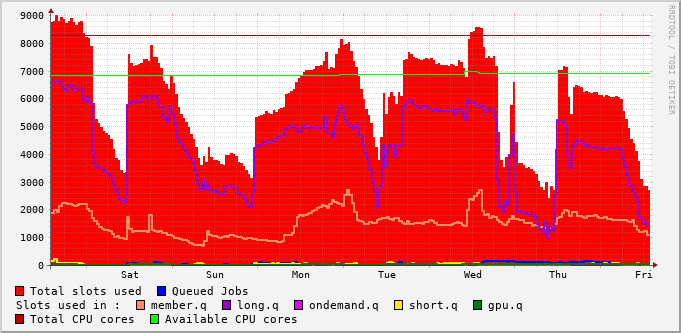 9000
8000
7000
6000
5000
4000
3000
2000
1000
0
Sat Sun Mon Tue Wed Thu Fri
RRDTOOL / TOBI OETIKER
Total slots used Queued Jobs
Slots used in : member.q long.q ondemand.q short.q gpu.q
Total CPU cores Available CPU cores